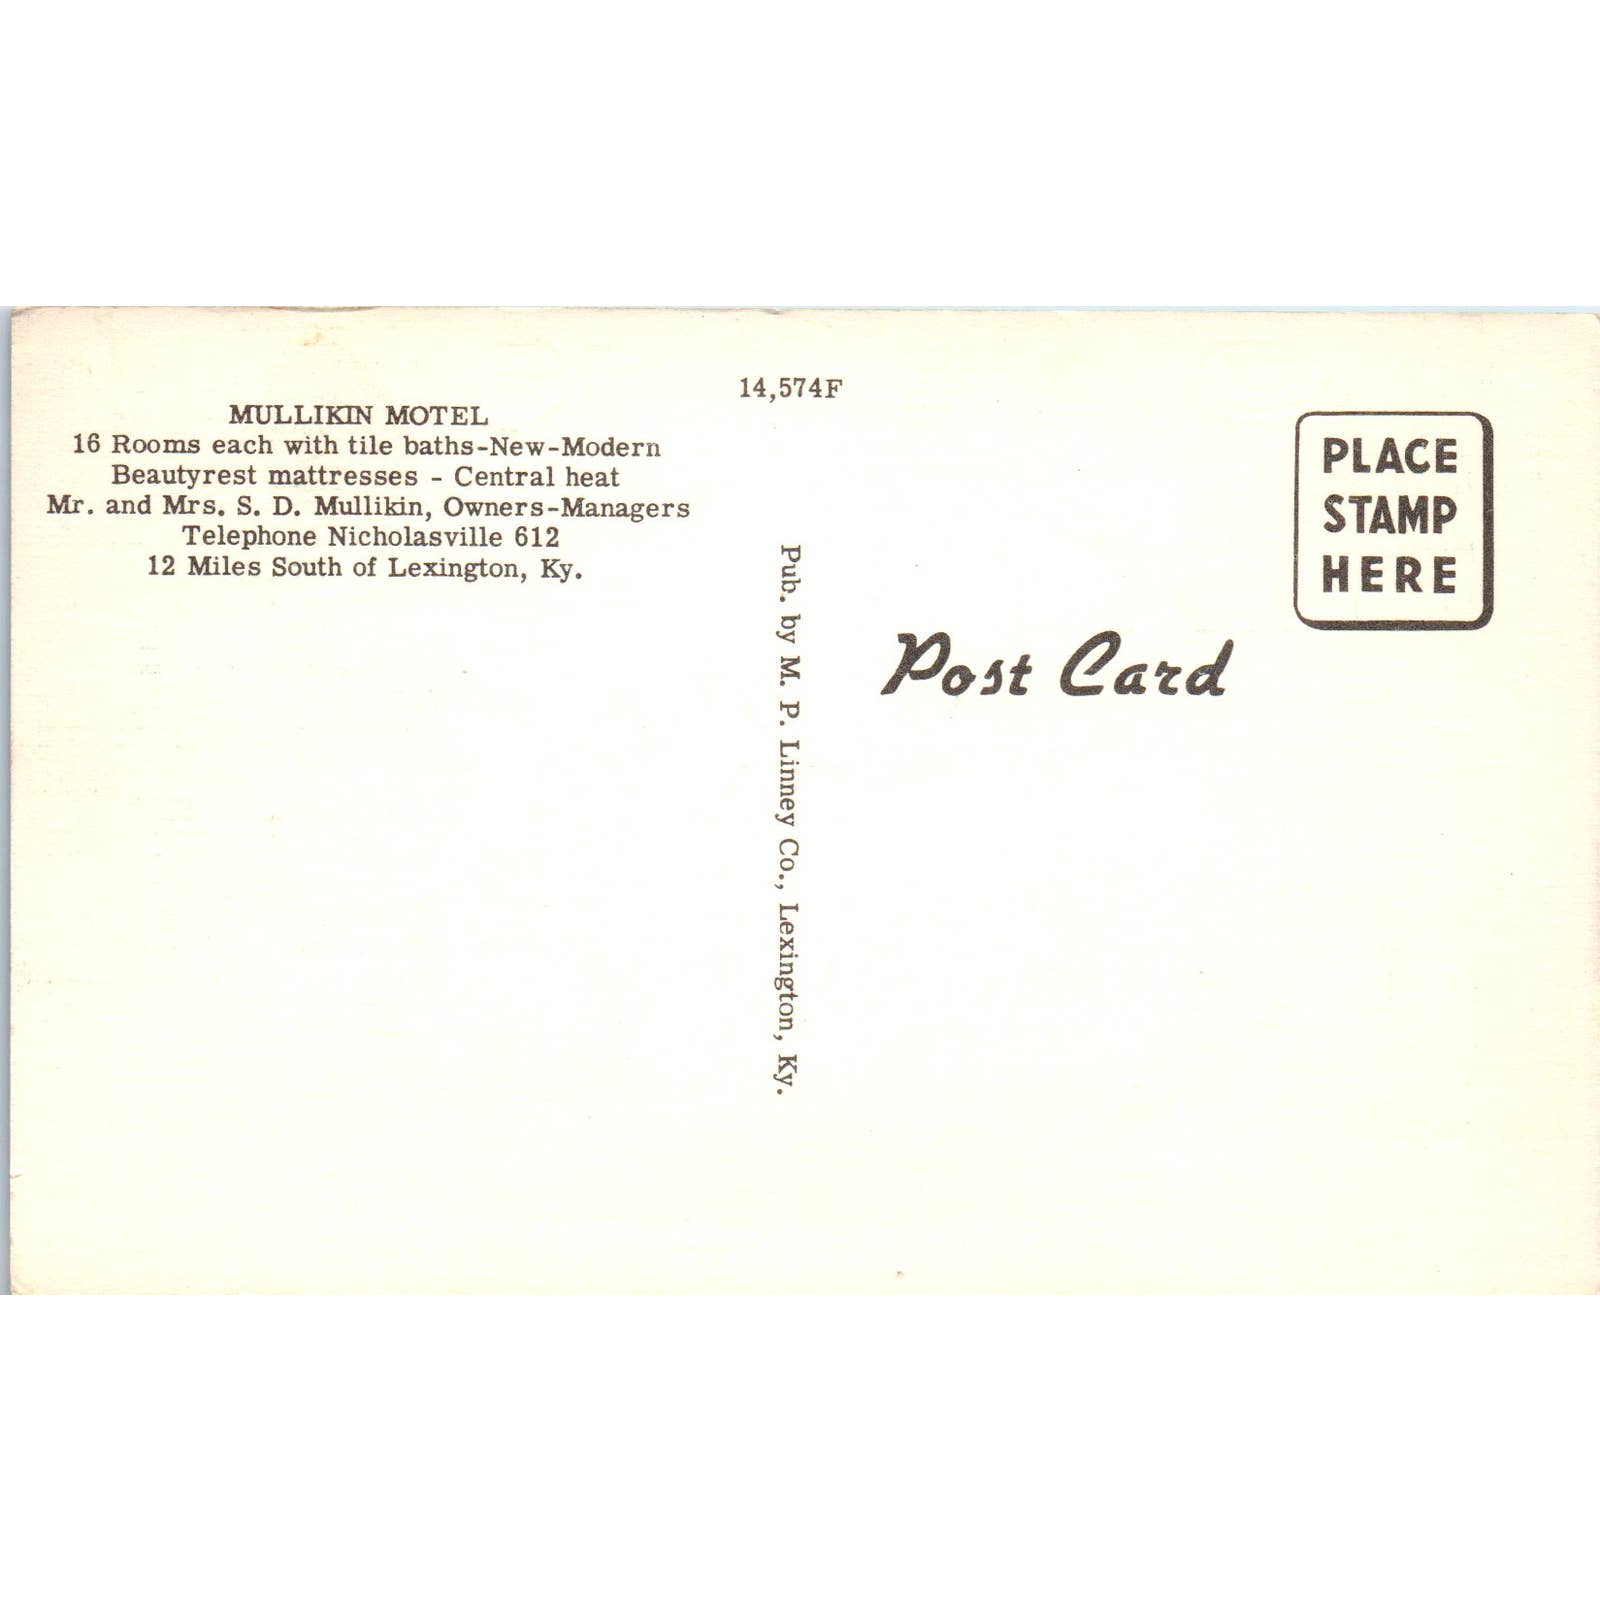 14,574F
MULLIKIN MOTEL
16 Rooms each with tile baths-New-Modern
Beautyrest mattresses - Central heat
Mr. and Mrs. S. D. Mullikin, Owners-Managers
Telephone Nicholasville 612
12 Miles South of Lexington, Ky.
Pub. by M. P. Linney Co., Lexington, Ky.
PLACE
STAMP
HERE
Post Card